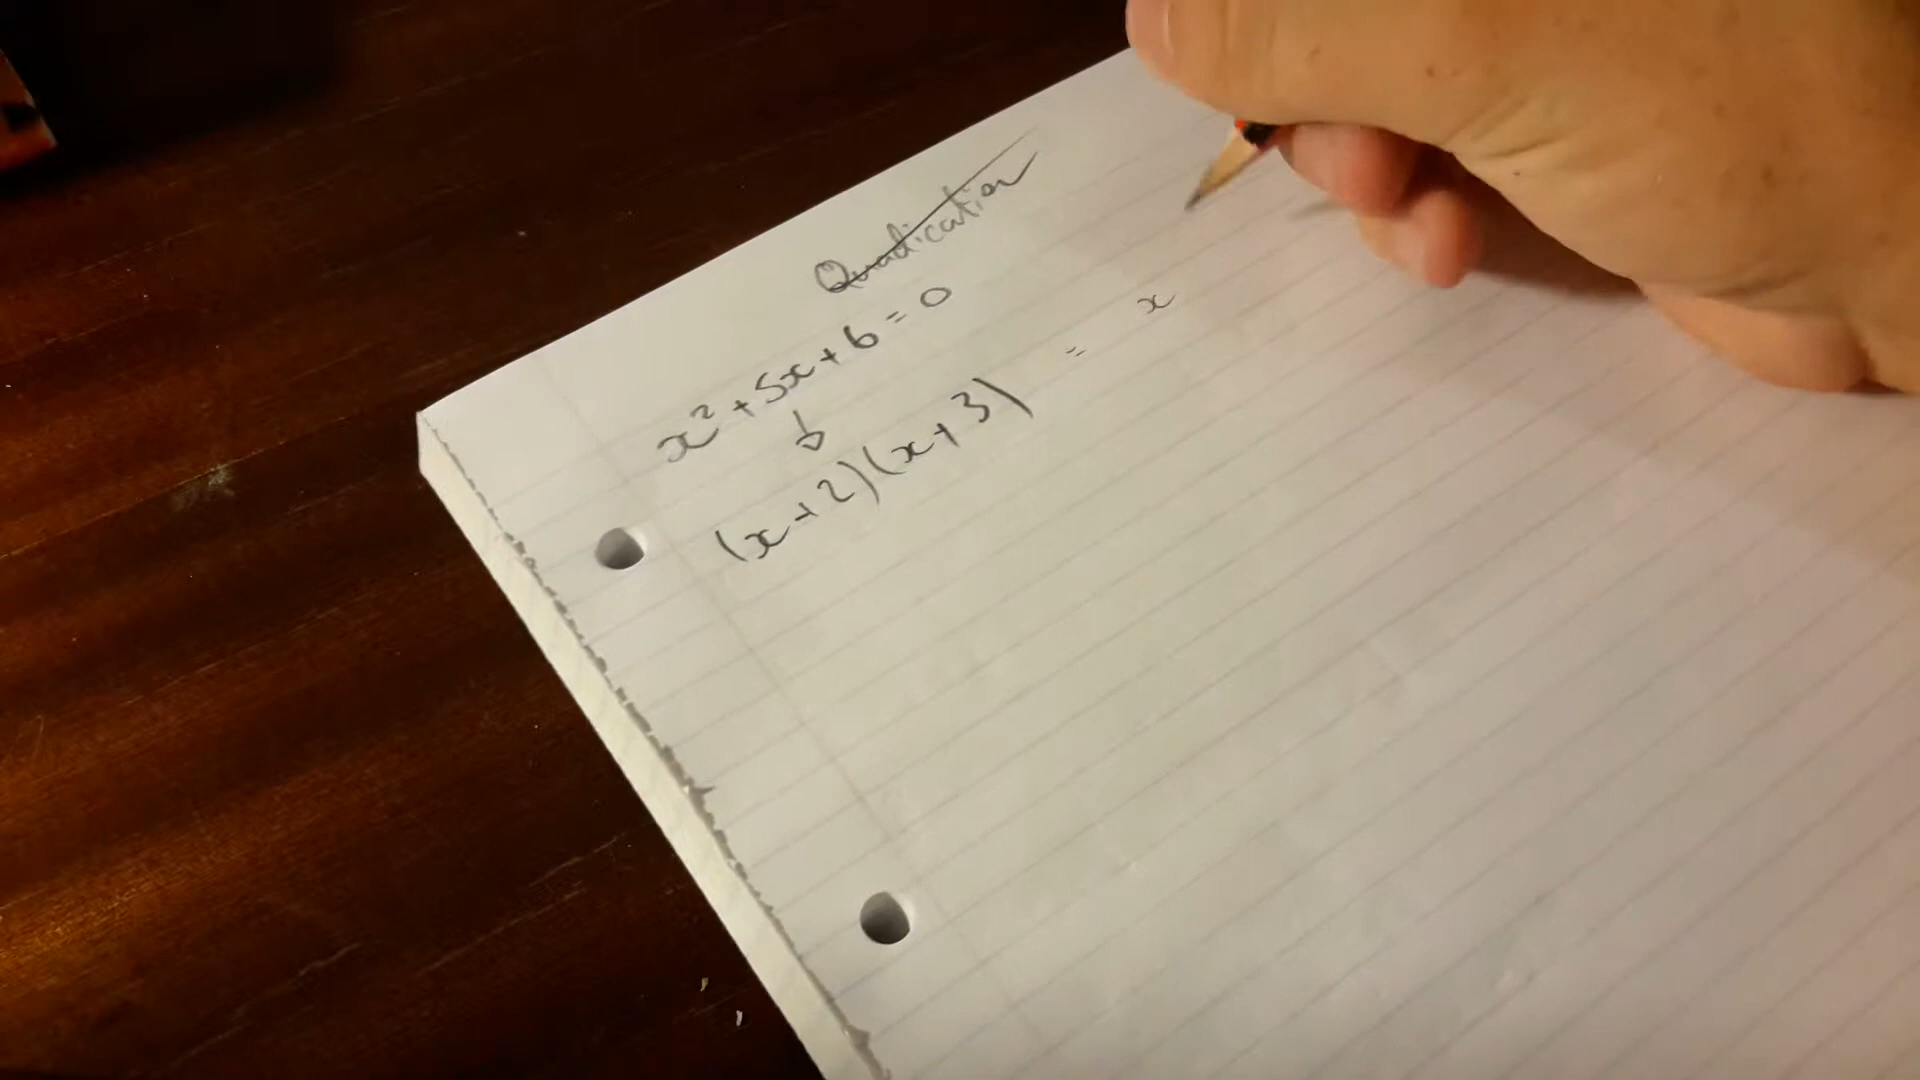 Quadication
x² + 5x + 6 = 0
↓
(x + 2)(x + 3) = x